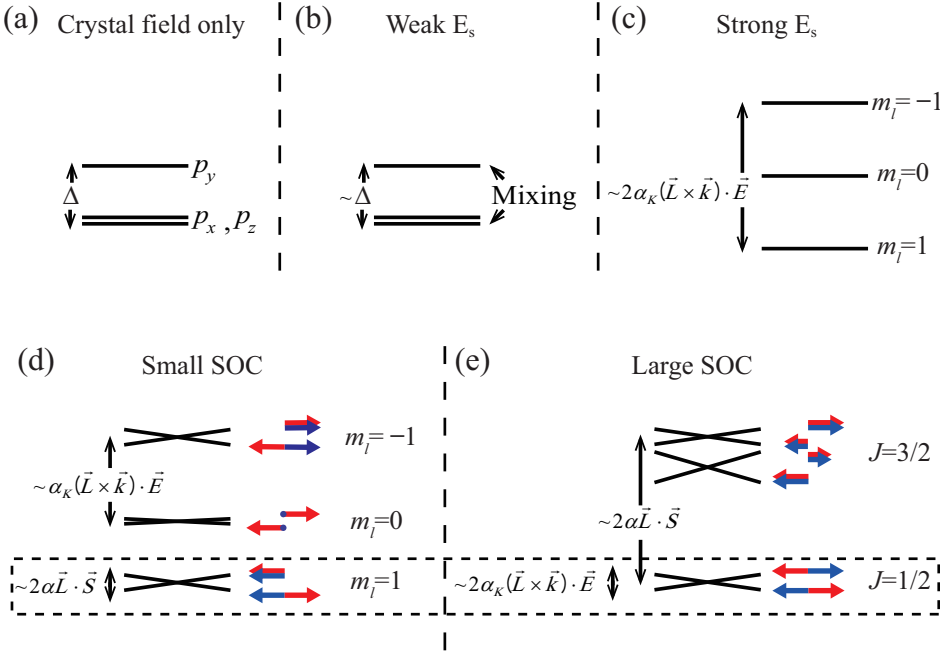 (a) Crystal field only
Δ
p_y
p_x , p_z
(b) Weak E_s
~Δ
Mixing
(c) Strong E_s
m_l = −1
~2α_K(L⃗ × k⃗) · E⃗
m_l=0
m_l=1
(d) Small SOC
m_l = −1
~α_K(L⃗ × k⃗) · E⃗
m_l=0
~2αL⃗ · S⃗
m_l=1
(e) Large SOC
J=3/2
~2αL⃗ · S⃗
~2α_K(L⃗ × k⃗) · E⃗
J=1/2